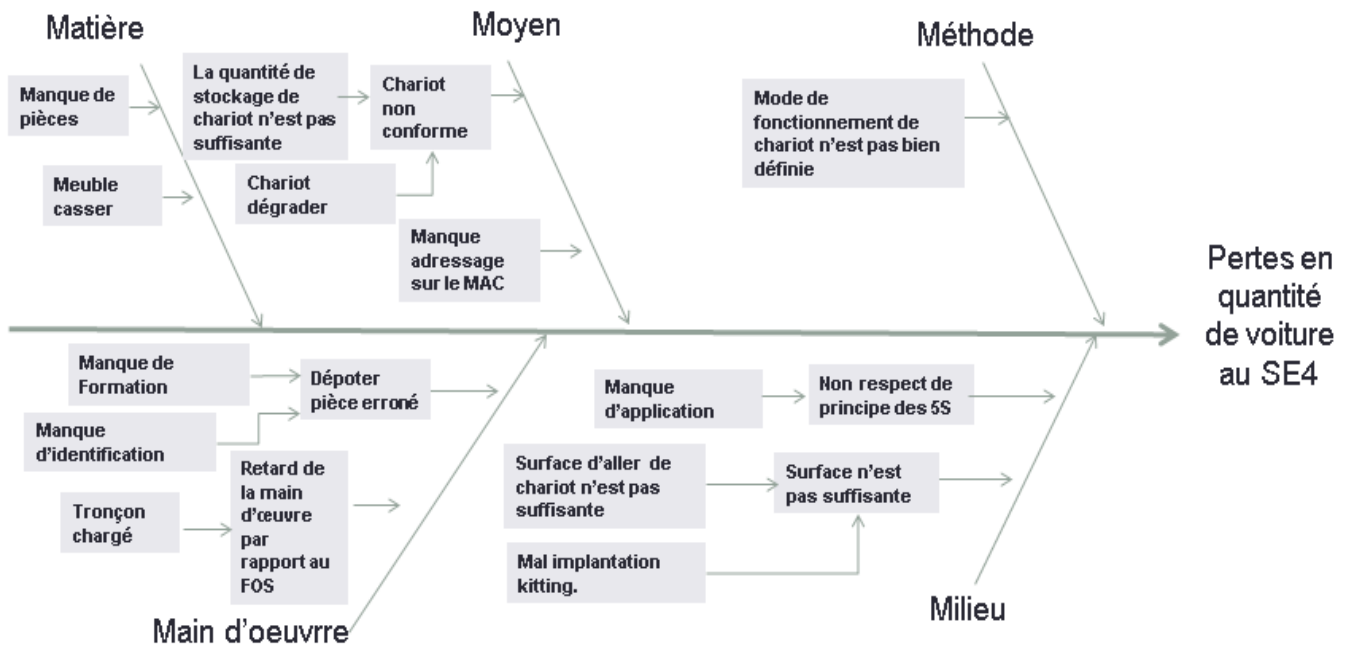 Matière
Moyen
Méthode
Manque de
pièces
La quantité de
stockage de
chariot n'est pas
suffisante
Chariot
non
conforme
Mode de
fonctionnement de
chariot n'est pas bien
définie
Meuble
casser
Chariot
dégrader
Manque
adressage
sur le MAC
Pertes en
quantité
de voiture
au SE4
Manque de
Formation
Dépoter
pièce erroné
Manque
d'identification
Tronçon
chargé
Retard de
la main
d'œuvre
par
rapport au
FOS
Manque
d'application
Non respect de
principe des 5S
Surface d'aller de
chariot n'est pas
suffisante
Surface n'est
pas suffisante
Mal implantation
kitting.
Main d'oeuvrre
Milieu